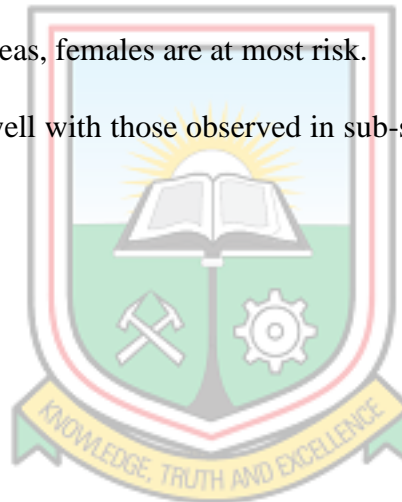 eas, females are at most risk.
ell with those observed in sub-s
KNOWLEDGE, TRUTH AND EXCELLENCE